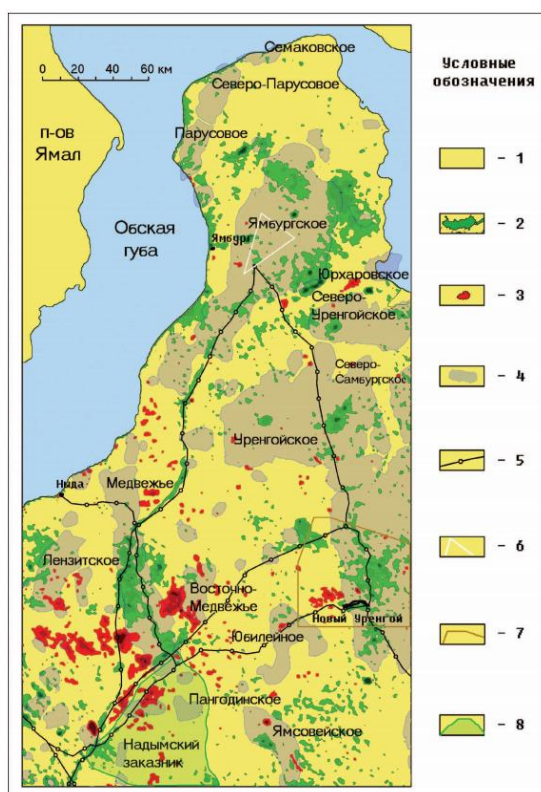 Семаковское
0 20 40 60 км
Северо-Парусовое
Парусовое
п-ов
Ямал
Обская
губа
Ямбург
Ямбургское
Юрхаровское
Северо-
Уренгойское
Северо-
Самбургское
Уренгойское
Ныда
Медвежье
Лензитское
Восточно-
Медвежье
Новый Уренгой
Юбилейное
Пангодинское
Ямсовейское
Надымский
заказник
Условные
обозначения
- 1
- 2
- 3
- 4
- 5
- 6
- 7
- 8